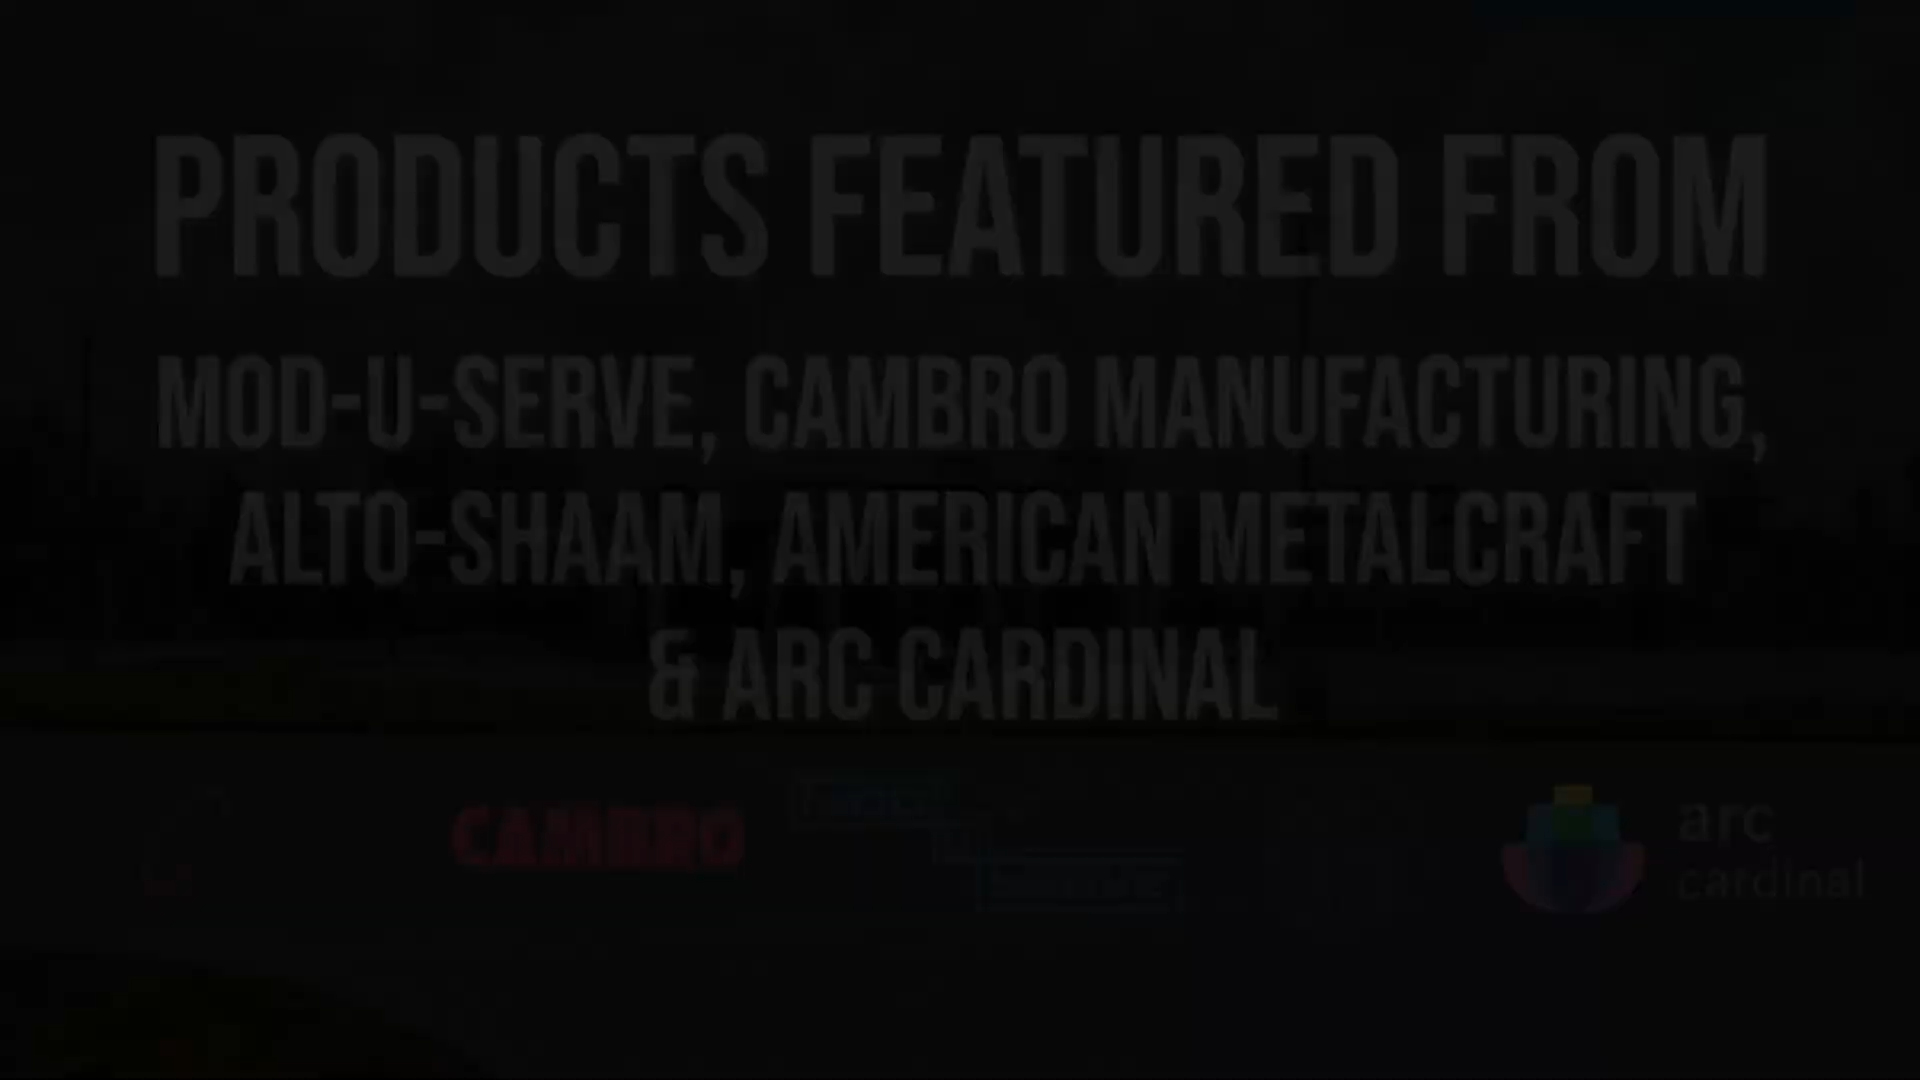 PRODUCTS FEATURED FROM
MOD-U-SERVE, CAMBRO MANUFACTURING,
ALTO-SHAAM, AMERICAN METALCRAFT
& ARC CARDINAL
CAMBRO
arc
cardinal